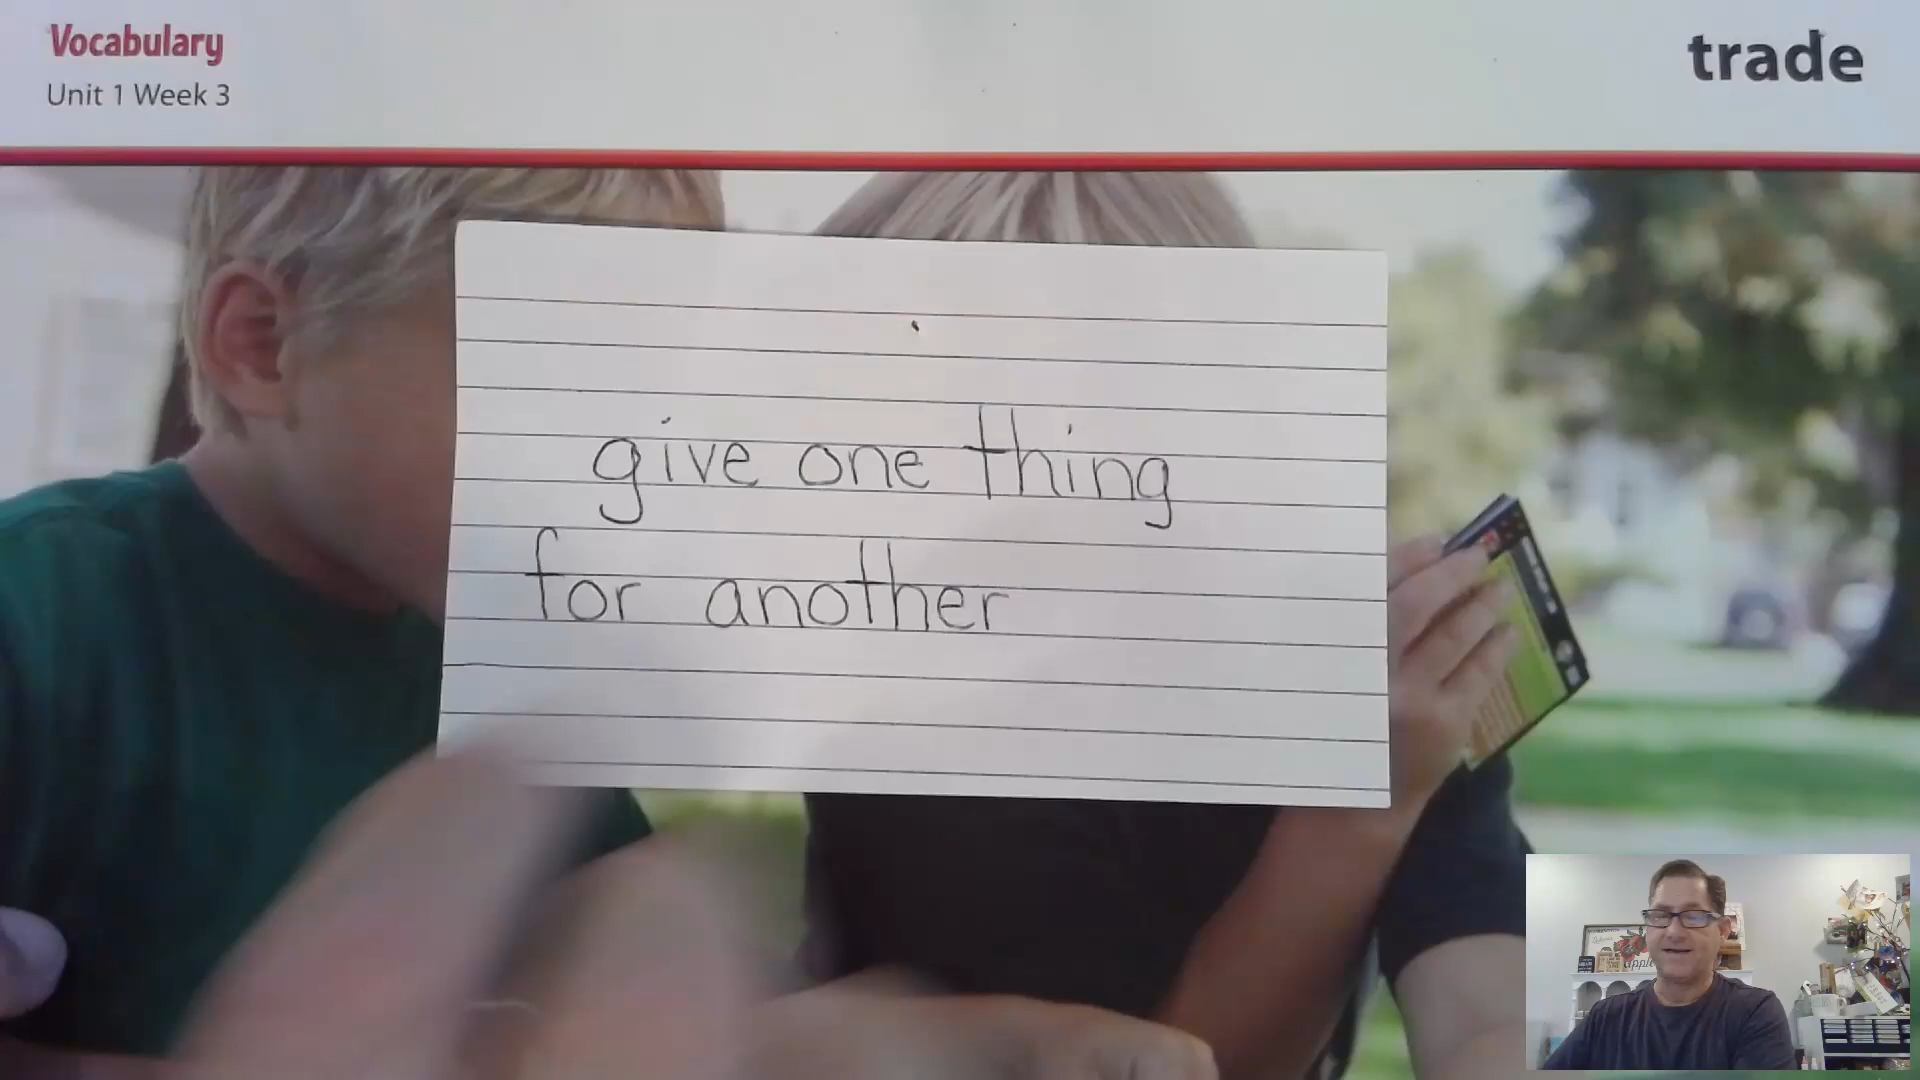 Vocabulary
Unit 1 Week 3
trade
give one thing
for another